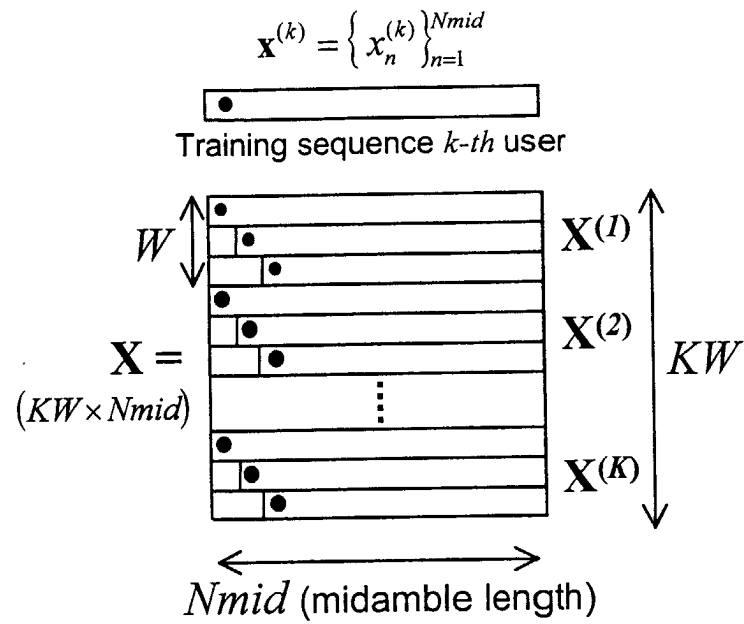 x^{(k)} = { x_n^{(k)} }_{n=1}^{Nmid}
Training sequence k-th user
W
X^{(1)}
X^{(2)}
X =
(KW × Nmid)
KW
X^{(K)}
Nmid (midamble length)